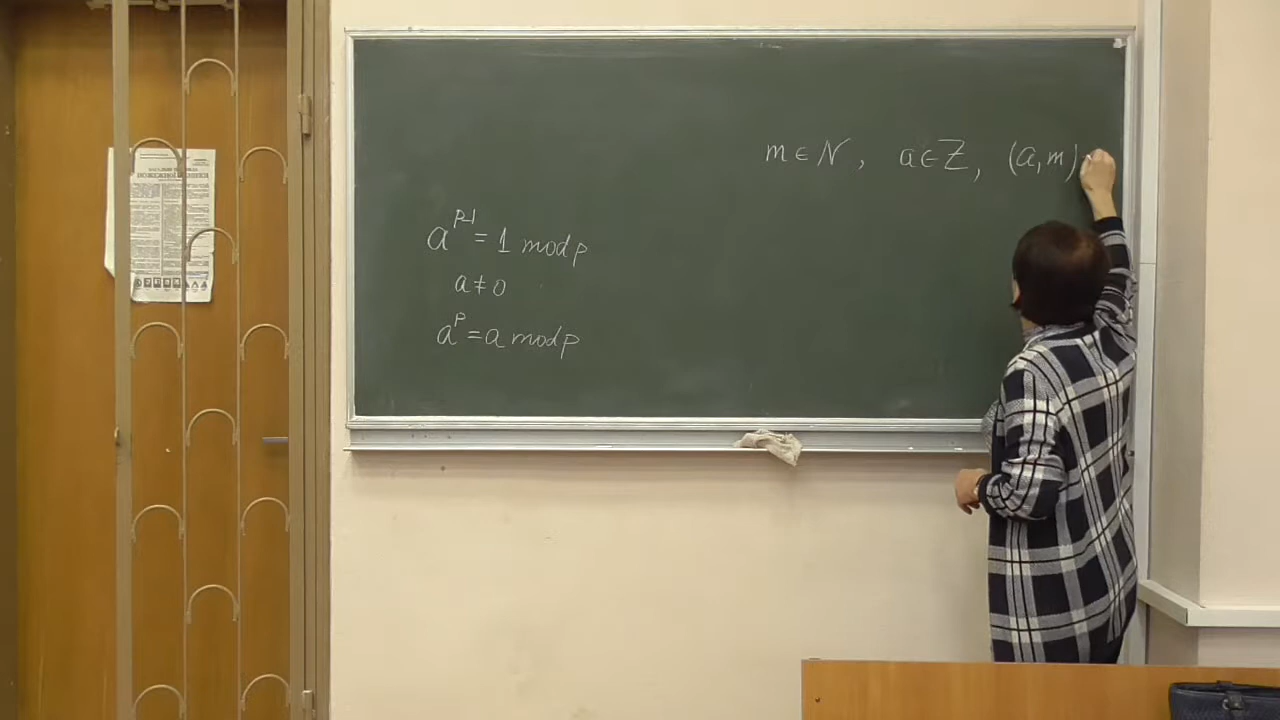 m ∈ N, a ∈ Z, (a,m)
a^{p-1} = 1 mod p
a ≠ 0
a^p = a mod p